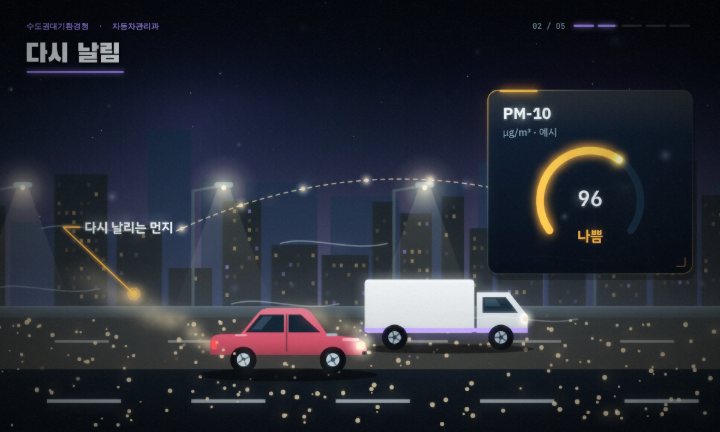 수도권대기환경청 · 자동차관리과
다시 날림
02 / 05
PM-10
μg/m³ · 예시
96
나쁨
다시 날리는 먼지